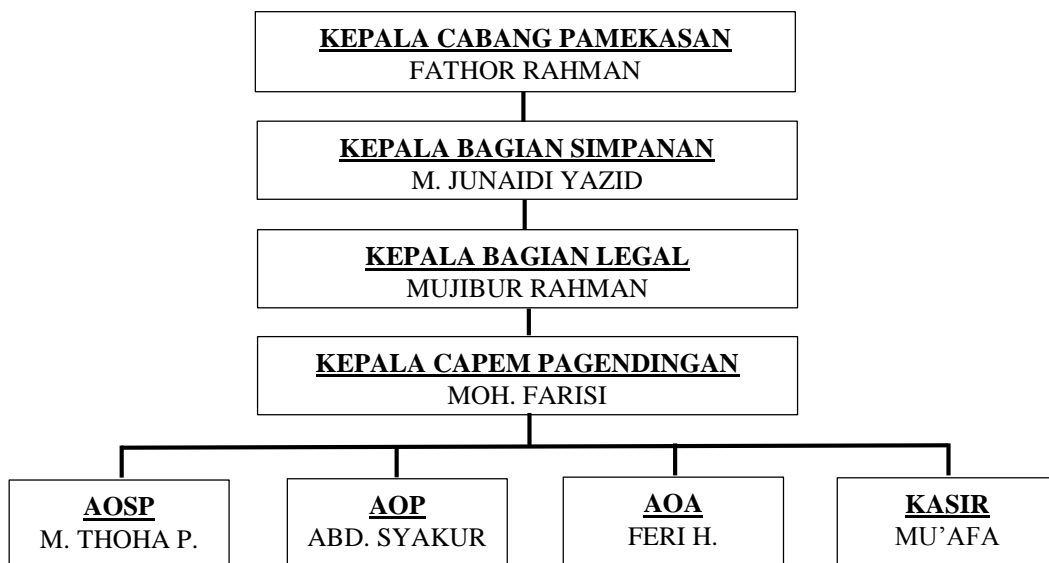 KEPALA CABANG PAMEKASAN
FATHOR RAHMAN
KEPALA BAGIAN SIMPANAN
M. JUNAIDI YAZID
KEPALA BAGIAN LEGAL
MUJIBUR RAHMAN
KEPALA CAPEM PAGENDINGAN
MOH. FARISI
AOSP
M. THOHA P.
AOP
ABD. SYAKUR
AOA
FERI H.
KASIR
MU’AFA